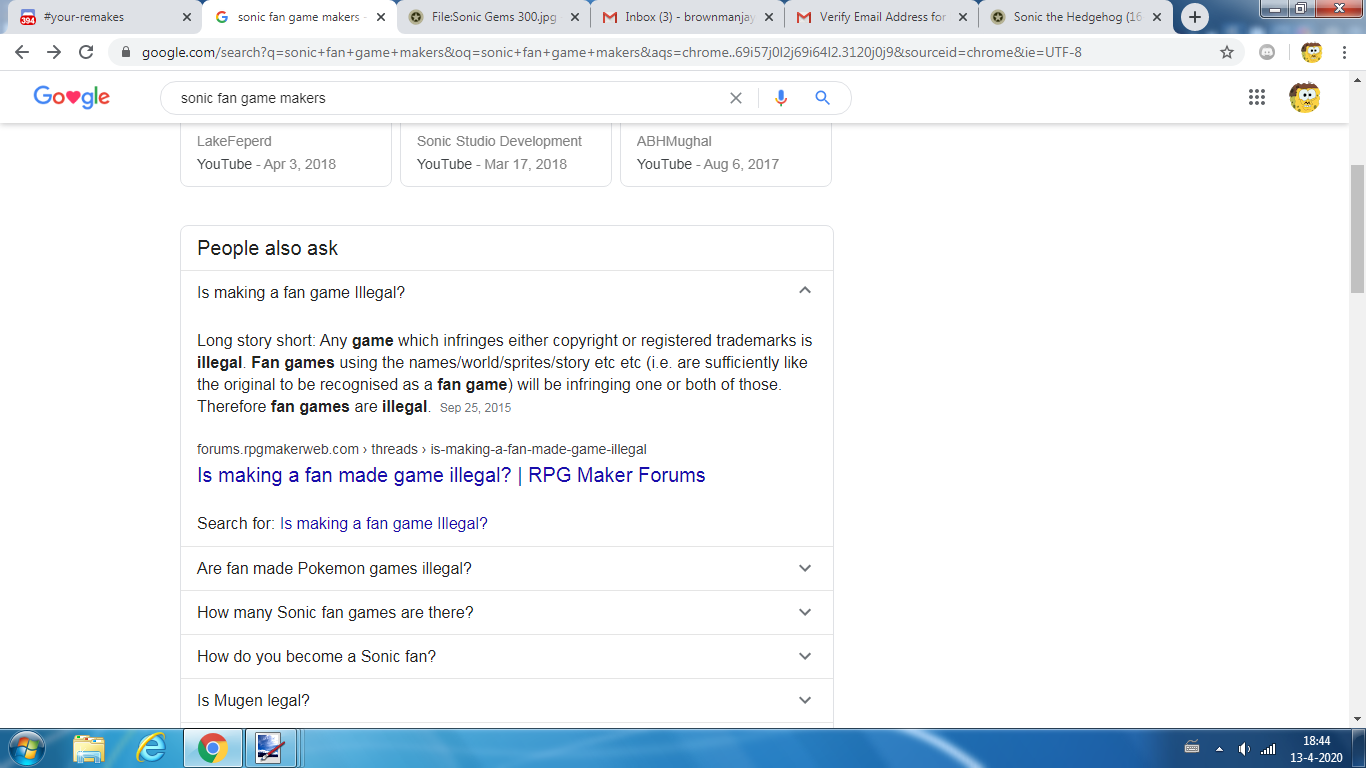 #your-remakes
sonic fan game makers -
File:Sonic Gems 300.jpg
Inbox (3) - brownmanjay
Verify Email Address for
Sonic the Hedgehog (16
394
google.com/search?q=sonic+fan+game+makers&oq=sonic+fan+game+makers&aqs=chrome..69i57j0l2j69i64l2.3120j0j9&sourceid=chrome&ie=UTF-8
Google
sonic fan game makers
LakeFeperd
YouTube - Apr 3, 2018
Sonic Studio Development
YouTube - Mar 17, 2018
ABHMughal
YouTube - Aug 6, 2017
People also ask
Is making a fan game Illegal?
Long story short: Any game which infringes either copyright or registered trademarks is
illegal. Fan games using the names/world/sprites/story etc etc (i.e. are sufficiently like
the original to be recognised as a fan game) will be infringing one or both of those.
Therefore fan games are illegal. Sep 25, 2015
forums.rpgmakerweb.com › threads › is-making-a-fan-made-game-illegal
Is making a fan made game illegal? | RPG Maker Forums
Search for: Is making a fan game Illegal?
Are fan made Pokemon games illegal?
How many Sonic fan games are there?
How do you become a Sonic fan?
Is Mugen legal?
18:44
13-4-2020